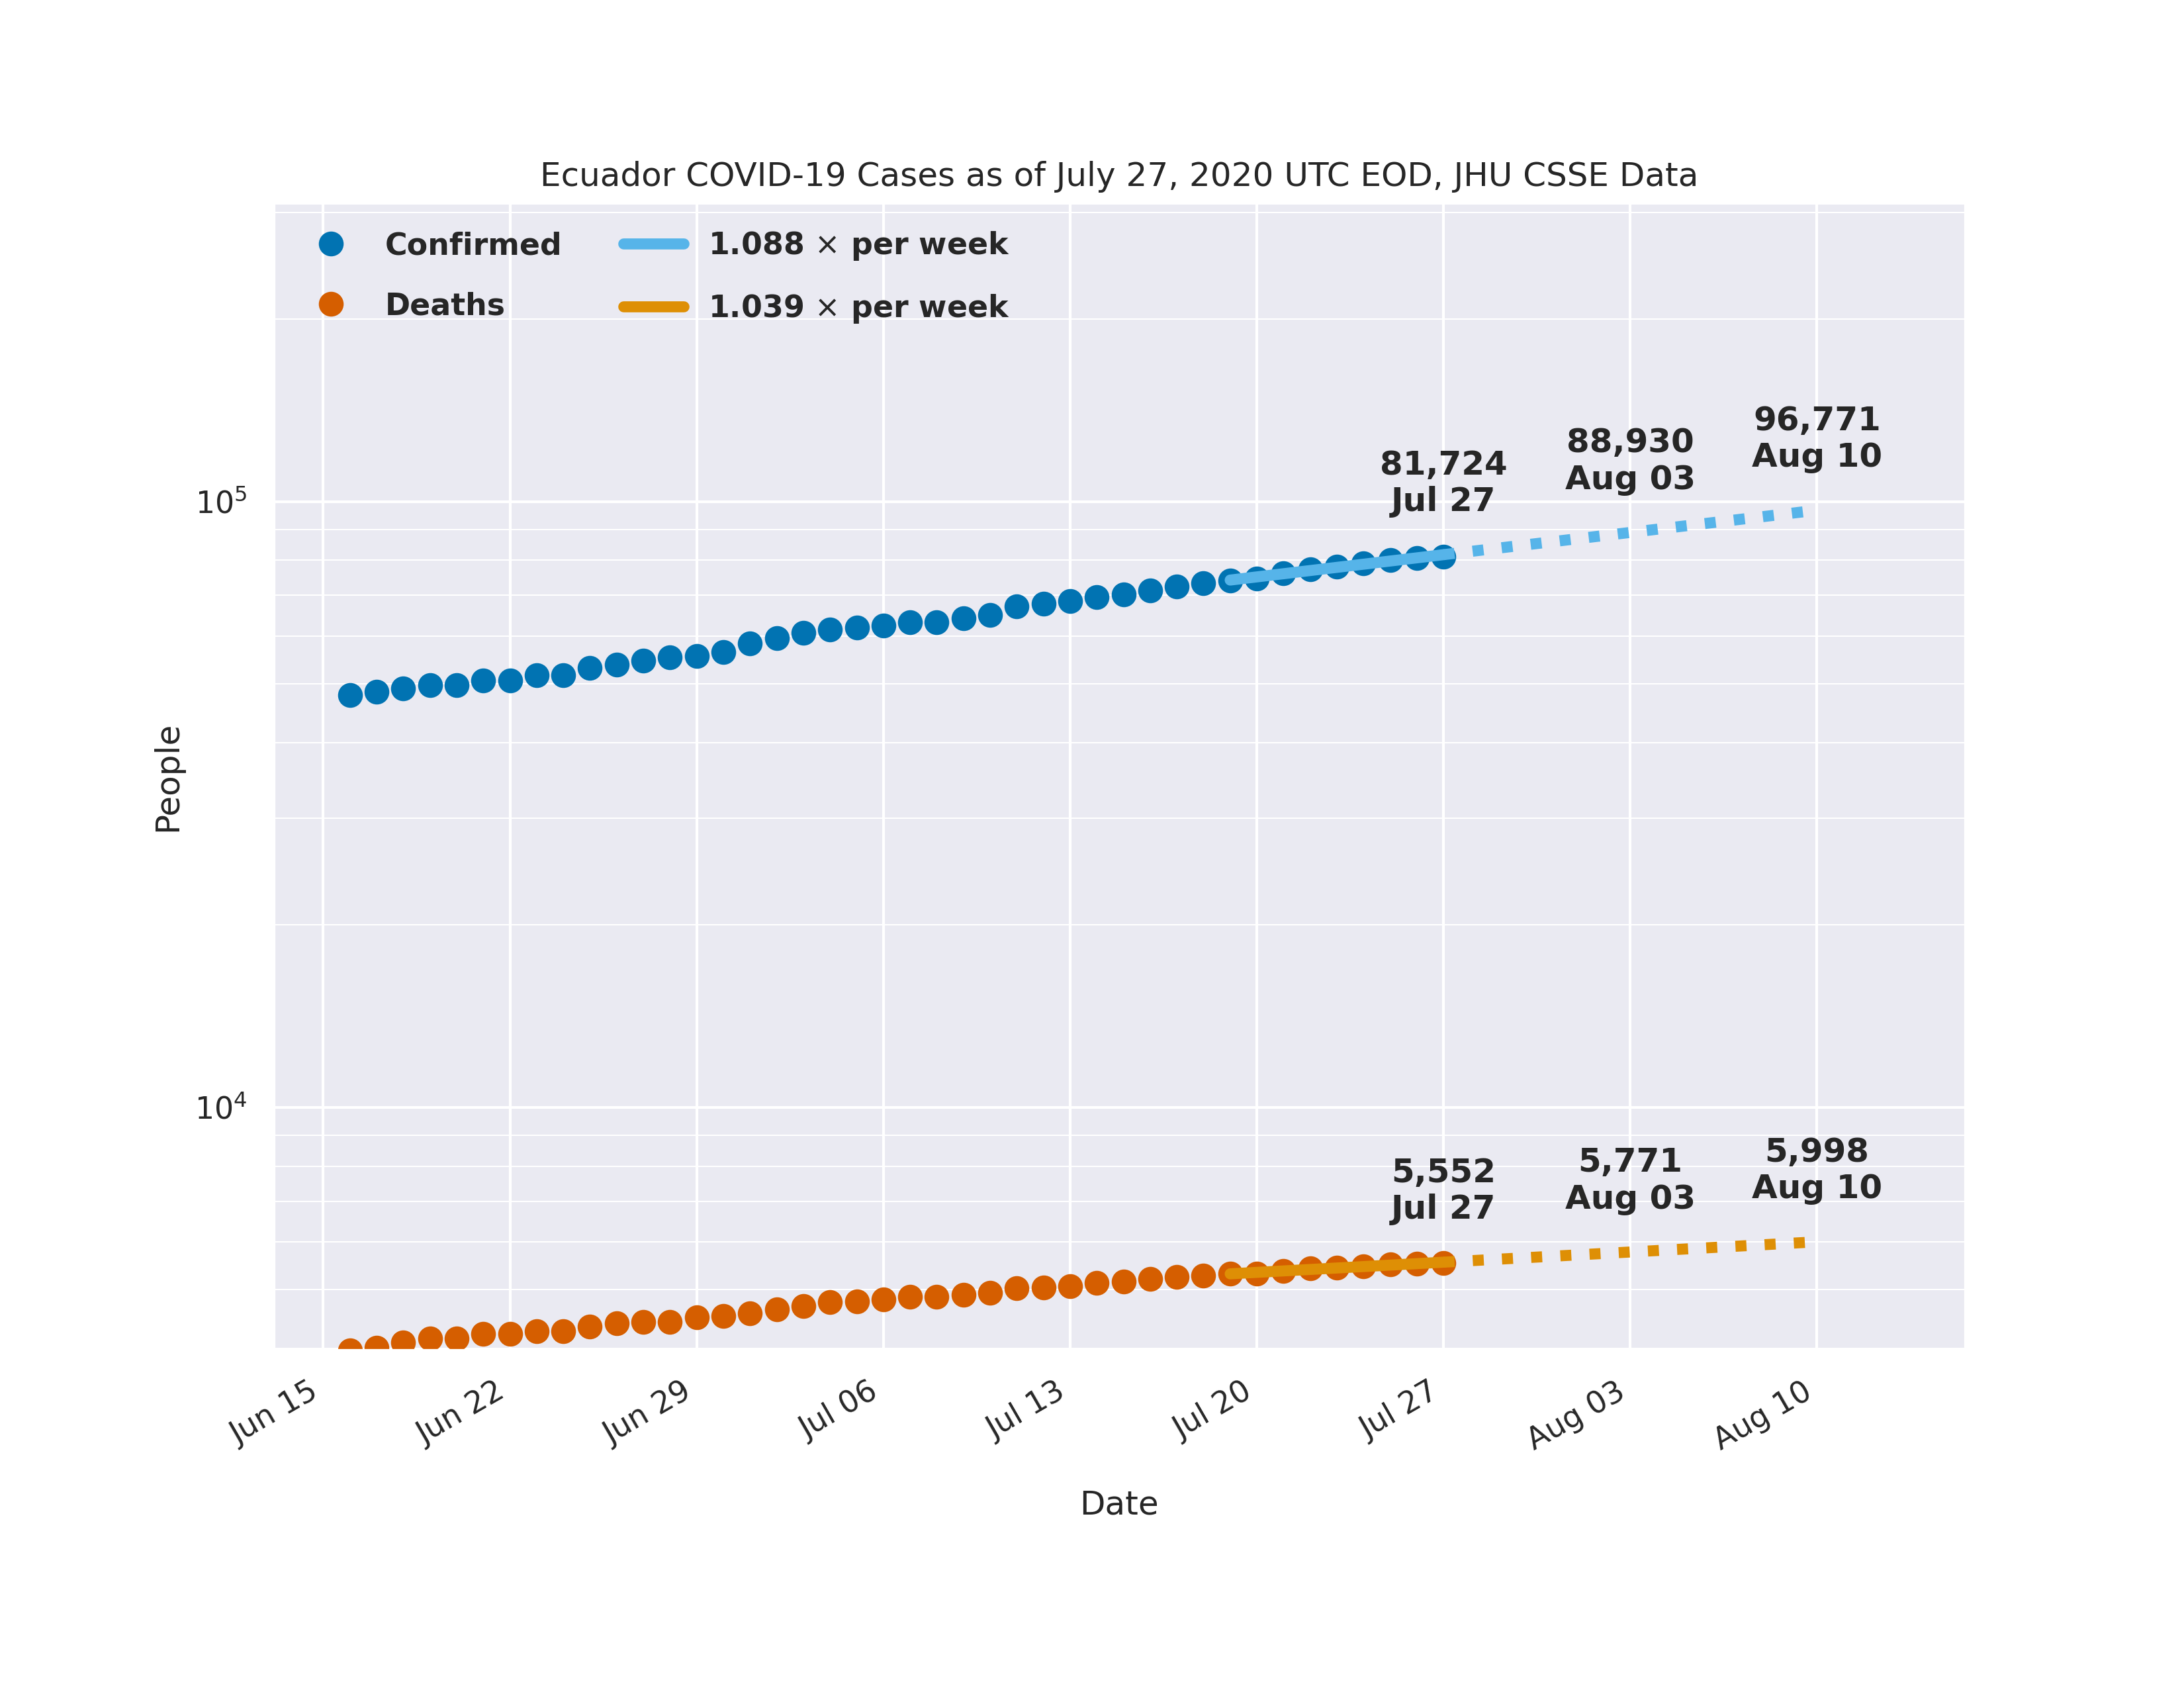 Ecuador COVID-19 Cases as of July 27, 2020 UTC EOD, JHU CSSE Data
Confirmed
Deaths
1.088 × per week
1.039 × per week
96,771
Aug 10
88,930
Aug 03
81,724
Jul 27
10⁵
People
10⁴
5,998
Aug 10
5,771
Aug 03
5,552
Jul 27
Jun 15
Jun 22
Jun 29
Jul 06
Jul 13
Jul 20
Jul 27
Aug 03
Aug 10
Date